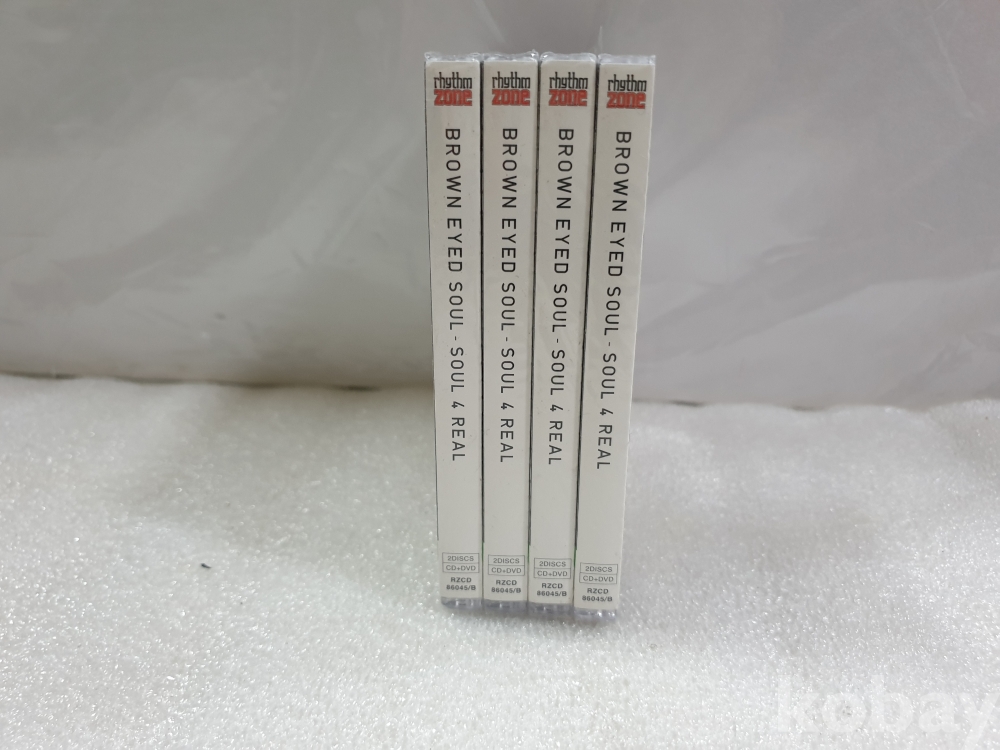 rhythm
zone
BROWN EYED SOUL - SOUL 4 REAL
2DISCS
CD+DVD
RZCD
86045/B
rhythm
zone
BROWN EYED SOUL - SOUL 4 REAL
2DISCS
CD+DVD
RZCD
86045/B
rhythm
zone
BROWN EYED SOUL - SOUL 4 REAL
2DISCS
CD+DVD
RZCD
86045/B
rhythm
zone
BROWN EYED SOUL - SOUL 4 REAL
2DISCS
CD+DVD
RZCD
86045/B
kobay